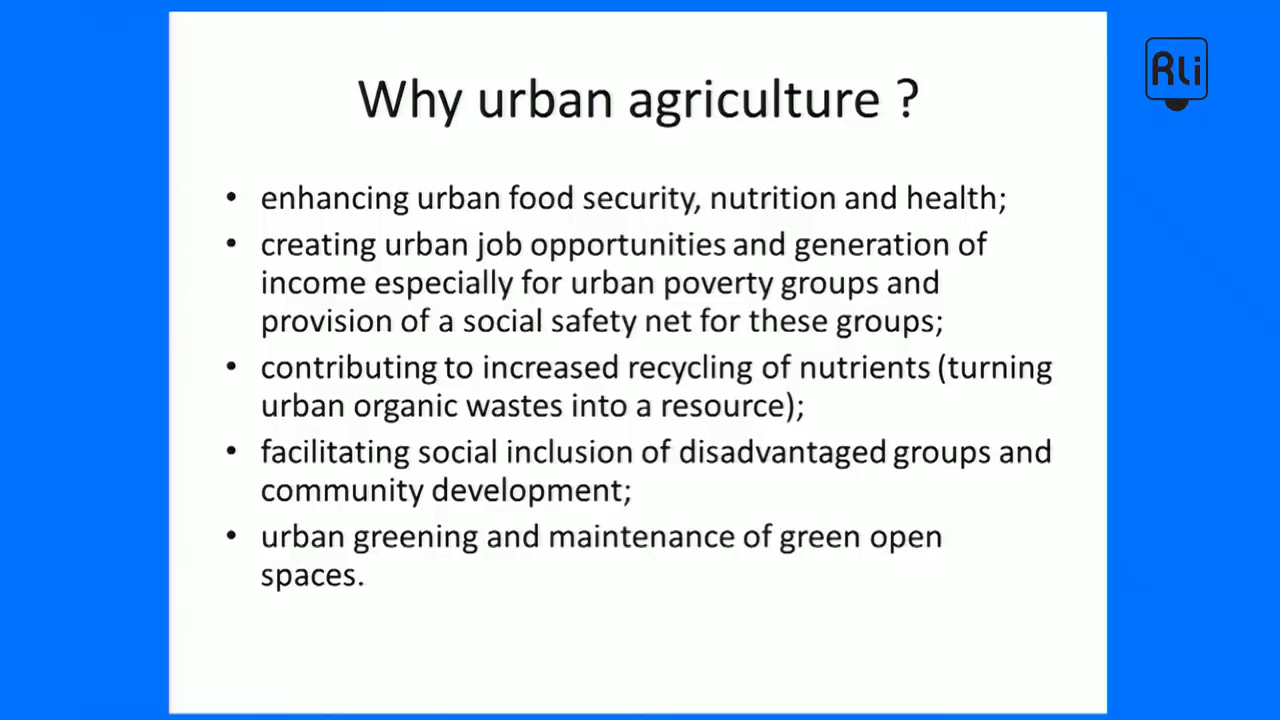 Why urban agriculture ?
RLi
• enhancing urban food security, nutrition and health;
• creating urban job opportunities and generation of
income especially for urban poverty groups and
provision of a social safety net for these groups;
• contributing to increased recycling of nutrients (turning
urban organic wastes into a resource);
• facilitating social inclusion of disadvantaged groups and
community development;
• urban greening and maintenance of green open
spaces.